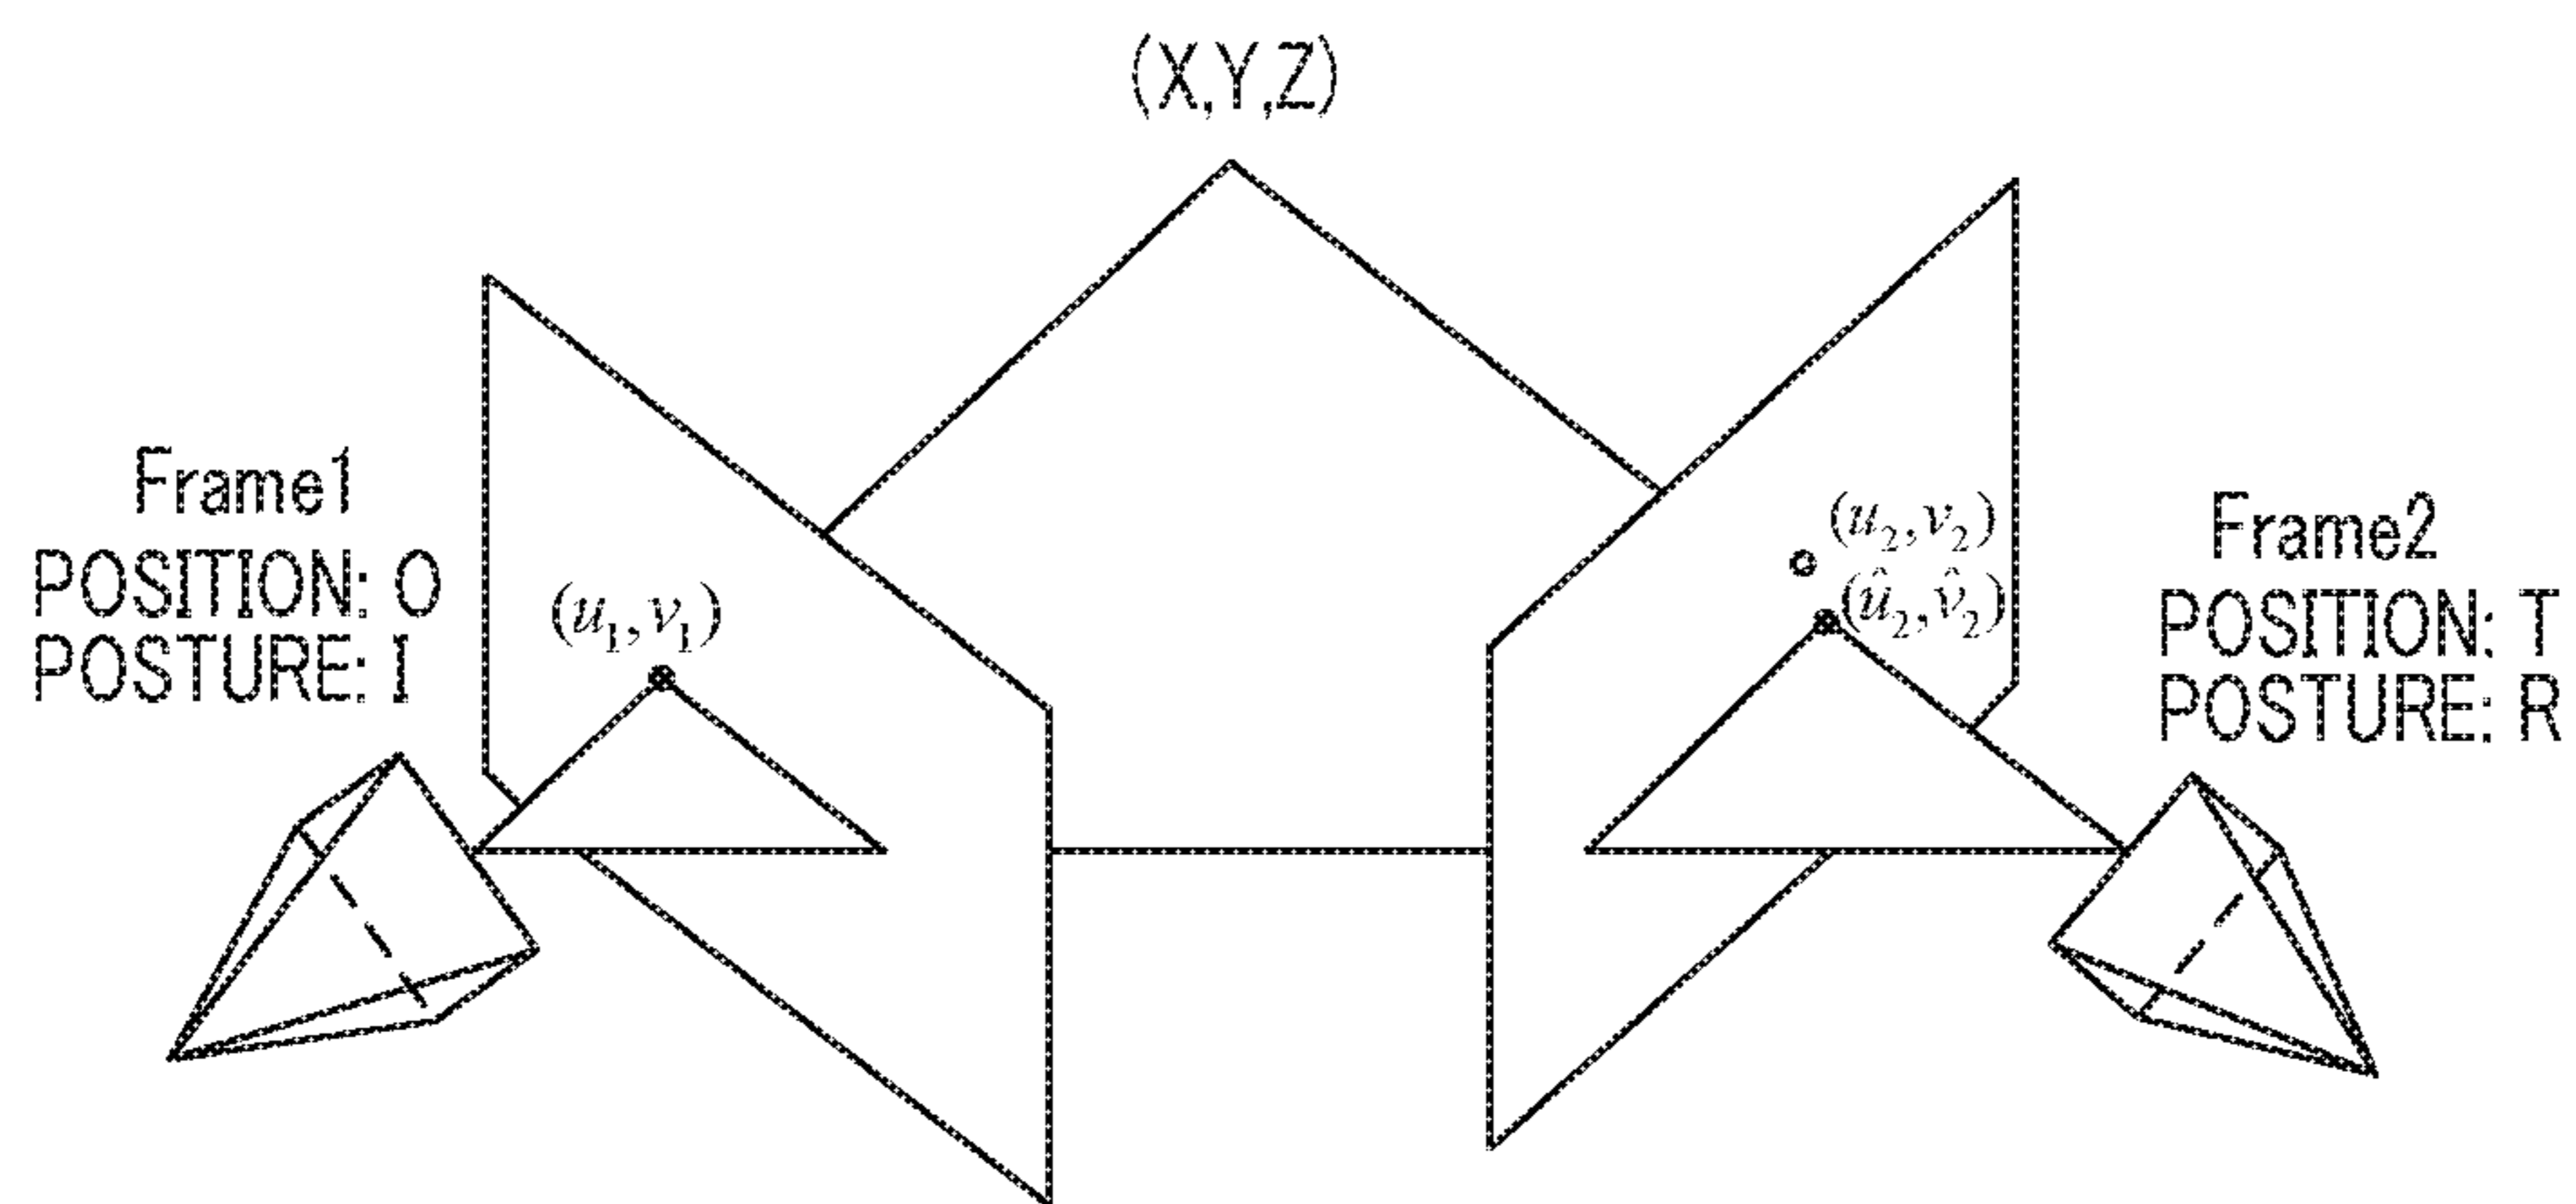 (X,Y,Z)
Frame1
POSITION: O
POSTURE: I
(u₁,v₁)
(u₂,v₂)
(û₂,v̂₂)
Frame2
POSITION: T
POSTURE: R